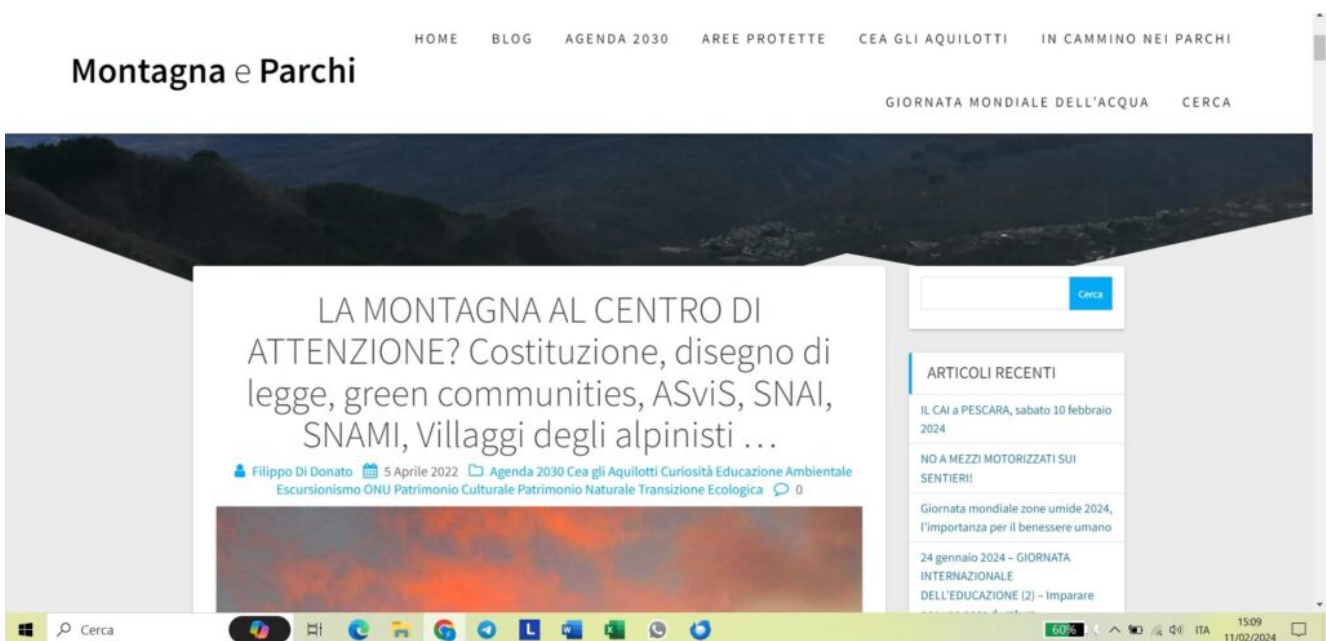 HOME BLOG AGENDA 2030 AREE PROTETTE CEA GLI AQUILOTTI IN CAMMINO NEI PARCHI
Montagna e Parchi
GIORNATA MONDIALE DELL'ACQUA CERCA
LA MONTAGNA AL CENTRO DI
ATTENZIONE? Costituzione, disegno di
legge, green communities, ASviS, SNAI,
SNAMI, Villaggi degli alpinisti …
Filippo Di Donato 5 Aprile 2022 Agenda 2030 Cea gli Aquilotti Curiosità Educazione Ambientale
Escursionismo ONU Patrimonio Culturale Patrimonio Naturale Transizione Ecologica 0
Cerca
ARTICOLI RECENTI
IL CAI a PESCARA, sabato 10 febbraio
2024
NO A MEZZI MOTORIZZATI SUI
SENTIERI!
Giornata mondiale zone umide 2024,
l'importanza per il benessere umano
24 gennaio 2024 – GIORNATA
INTERNAZIONALE
DELL'EDUCAZIONE (2) – Imparare
Cerca
60%
ITA
15:09
11/02/2024